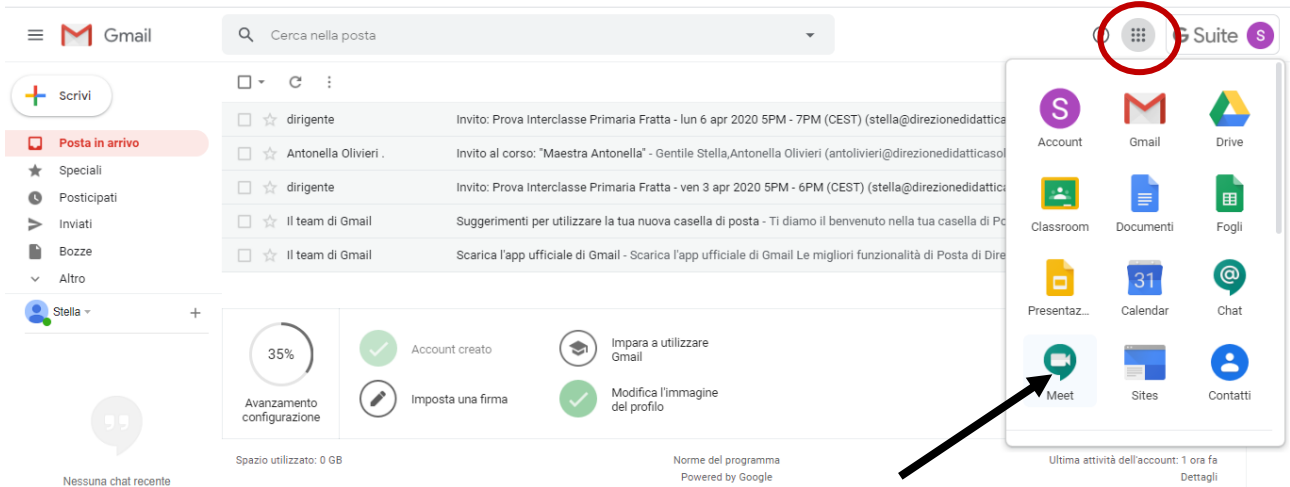 Gmail
Cerca nella posta
G Suite
S
Scrivi
Posta in arrivo
Speciali
Posticipati
Inviati
Bozze
Altro
Stella
Nessuna chat recente
dirigente Invito: Prova Interclasse Primaria Fratta - lun 6 apr 2020 5PM - 7PM (CEST) (stella@direzionedidattica
Antonella Olivieri . Invito al corso: "Maestra Antonella" - Gentile Stella,Antonella Olivieri (antolivieri@direzionedidatticasol
dirigente Invito: Prova Interclasse Primaria Fratta - ven 3 apr 2020 5PM - 6PM (CEST) (stella@direzionedidattica
Il team di Gmail Suggerimenti per utilizzare la tua nuova casella di posta - Ti diamo il benvenuto nella tua casella di Po
Il team di Gmail Scarica l'app ufficiale di Gmail - Scarica l'app ufficiale di Gmail Le migliori funzionalità di Posta di Dire
35%
Avanzamento
configurazione
Account creato
Imposta una firma
Impara a utilizzare
Gmail
Modifica l'immagine
del profilo
Spazio utilizzato: 0 GB
Norme del programma
Powered by Google
Ultima attività dell'account: 1 ora fa
Dettagli
S
Account Gmail Drive
Classroom Documenti Fogli
31
Presentaz... Calendar Chat
Meet Sites Contatti